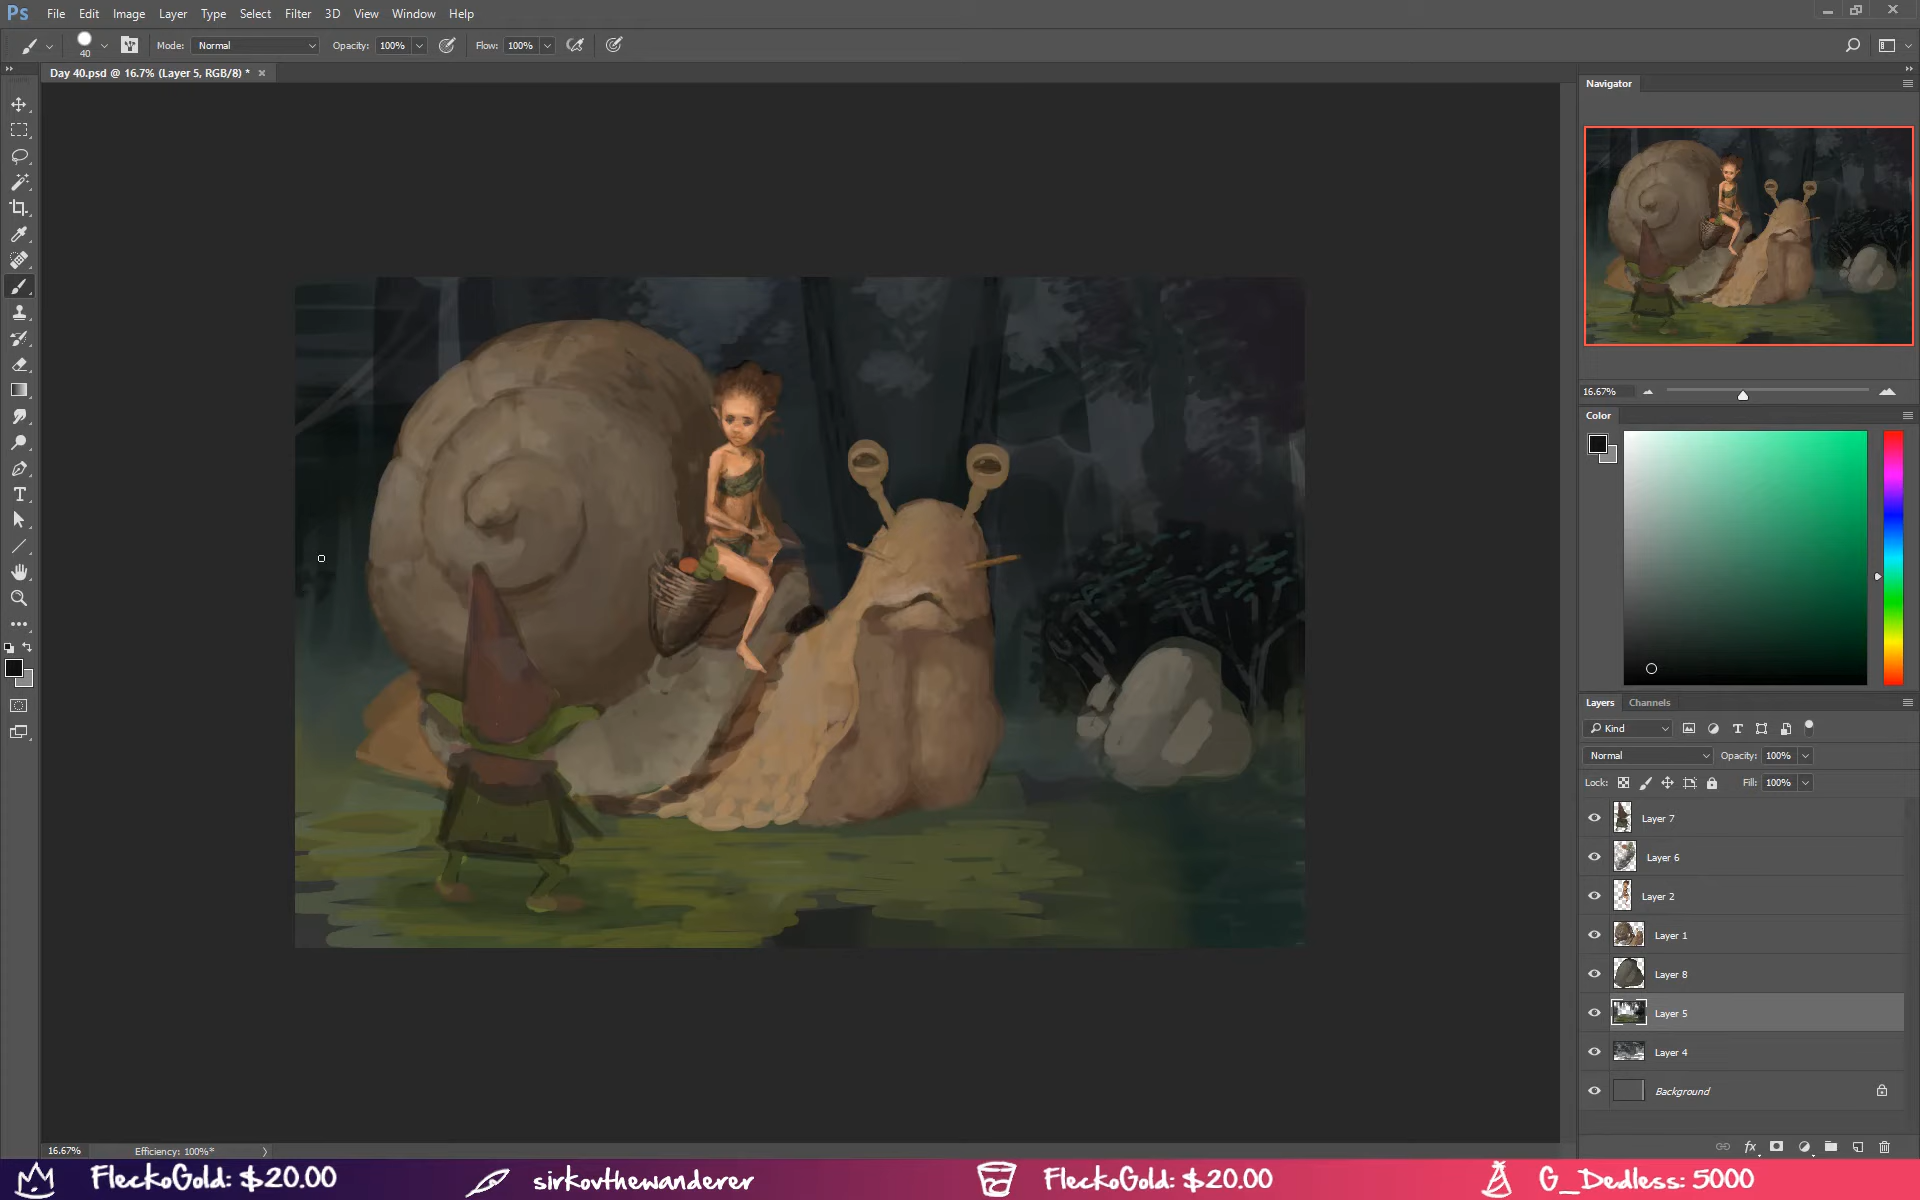 Ps File Edit Image Layer Type Select Filter 3D View Window Help
40 Mode: Normal Opacity: 100% Flow: 100%
Day 40.psd @ 16.7% (Layer 5, RGB/8) *
Navigator
16.67%
Color
Layers Channels
Kind
Normal Opacity: 100%
Lock: Fill: 100%
Layer 7
Layer 6
Layer 2
Layer 1
Layer 8
Layer 5
Layer 4
Background
16.67% Efficiency: 100%*
FleckoGold: $20.00 sirkovthewanderer FleckoGold: $20.00 G_Dedless: 5000